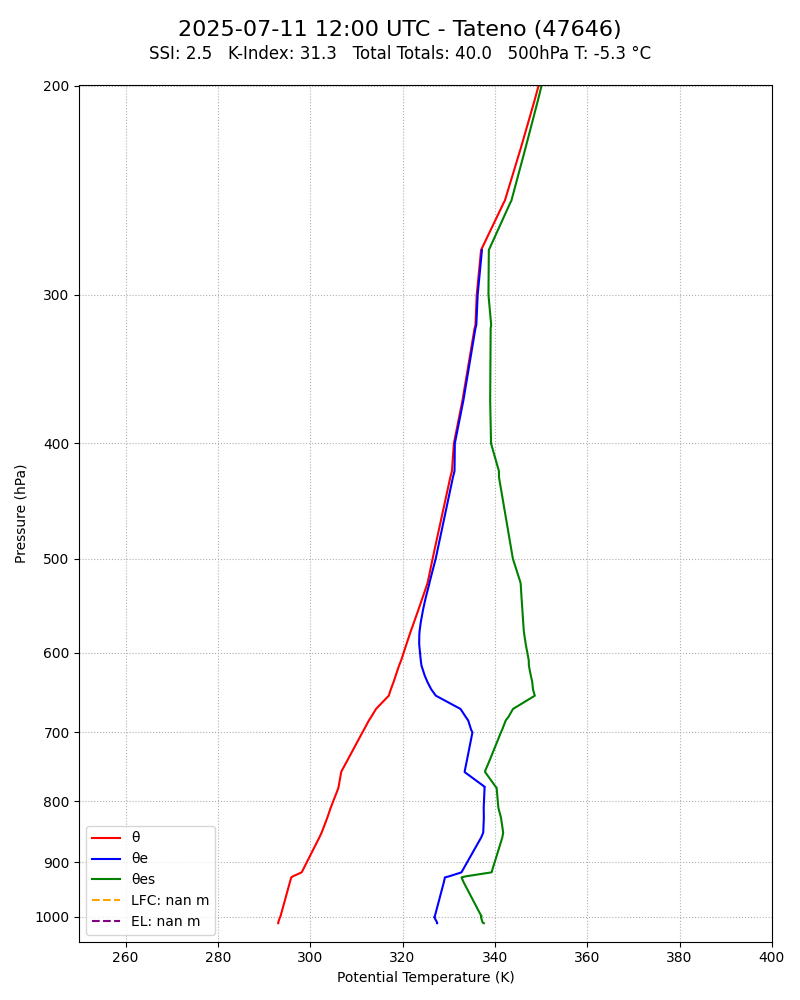 2025-07-11 12:00 UTC - Tateno (47646)
SSI: 2.5   K-Index: 31.3   Total Totals: 40.0   500hPa T: -5.3 °C
200
300
400
500
600
700
800
900
1000
Pressure (hPa)
θ
θe
θes
LFC: nan m
EL: nan m
260 280 300 320 340 360 380 400
Potential Temperature (K)